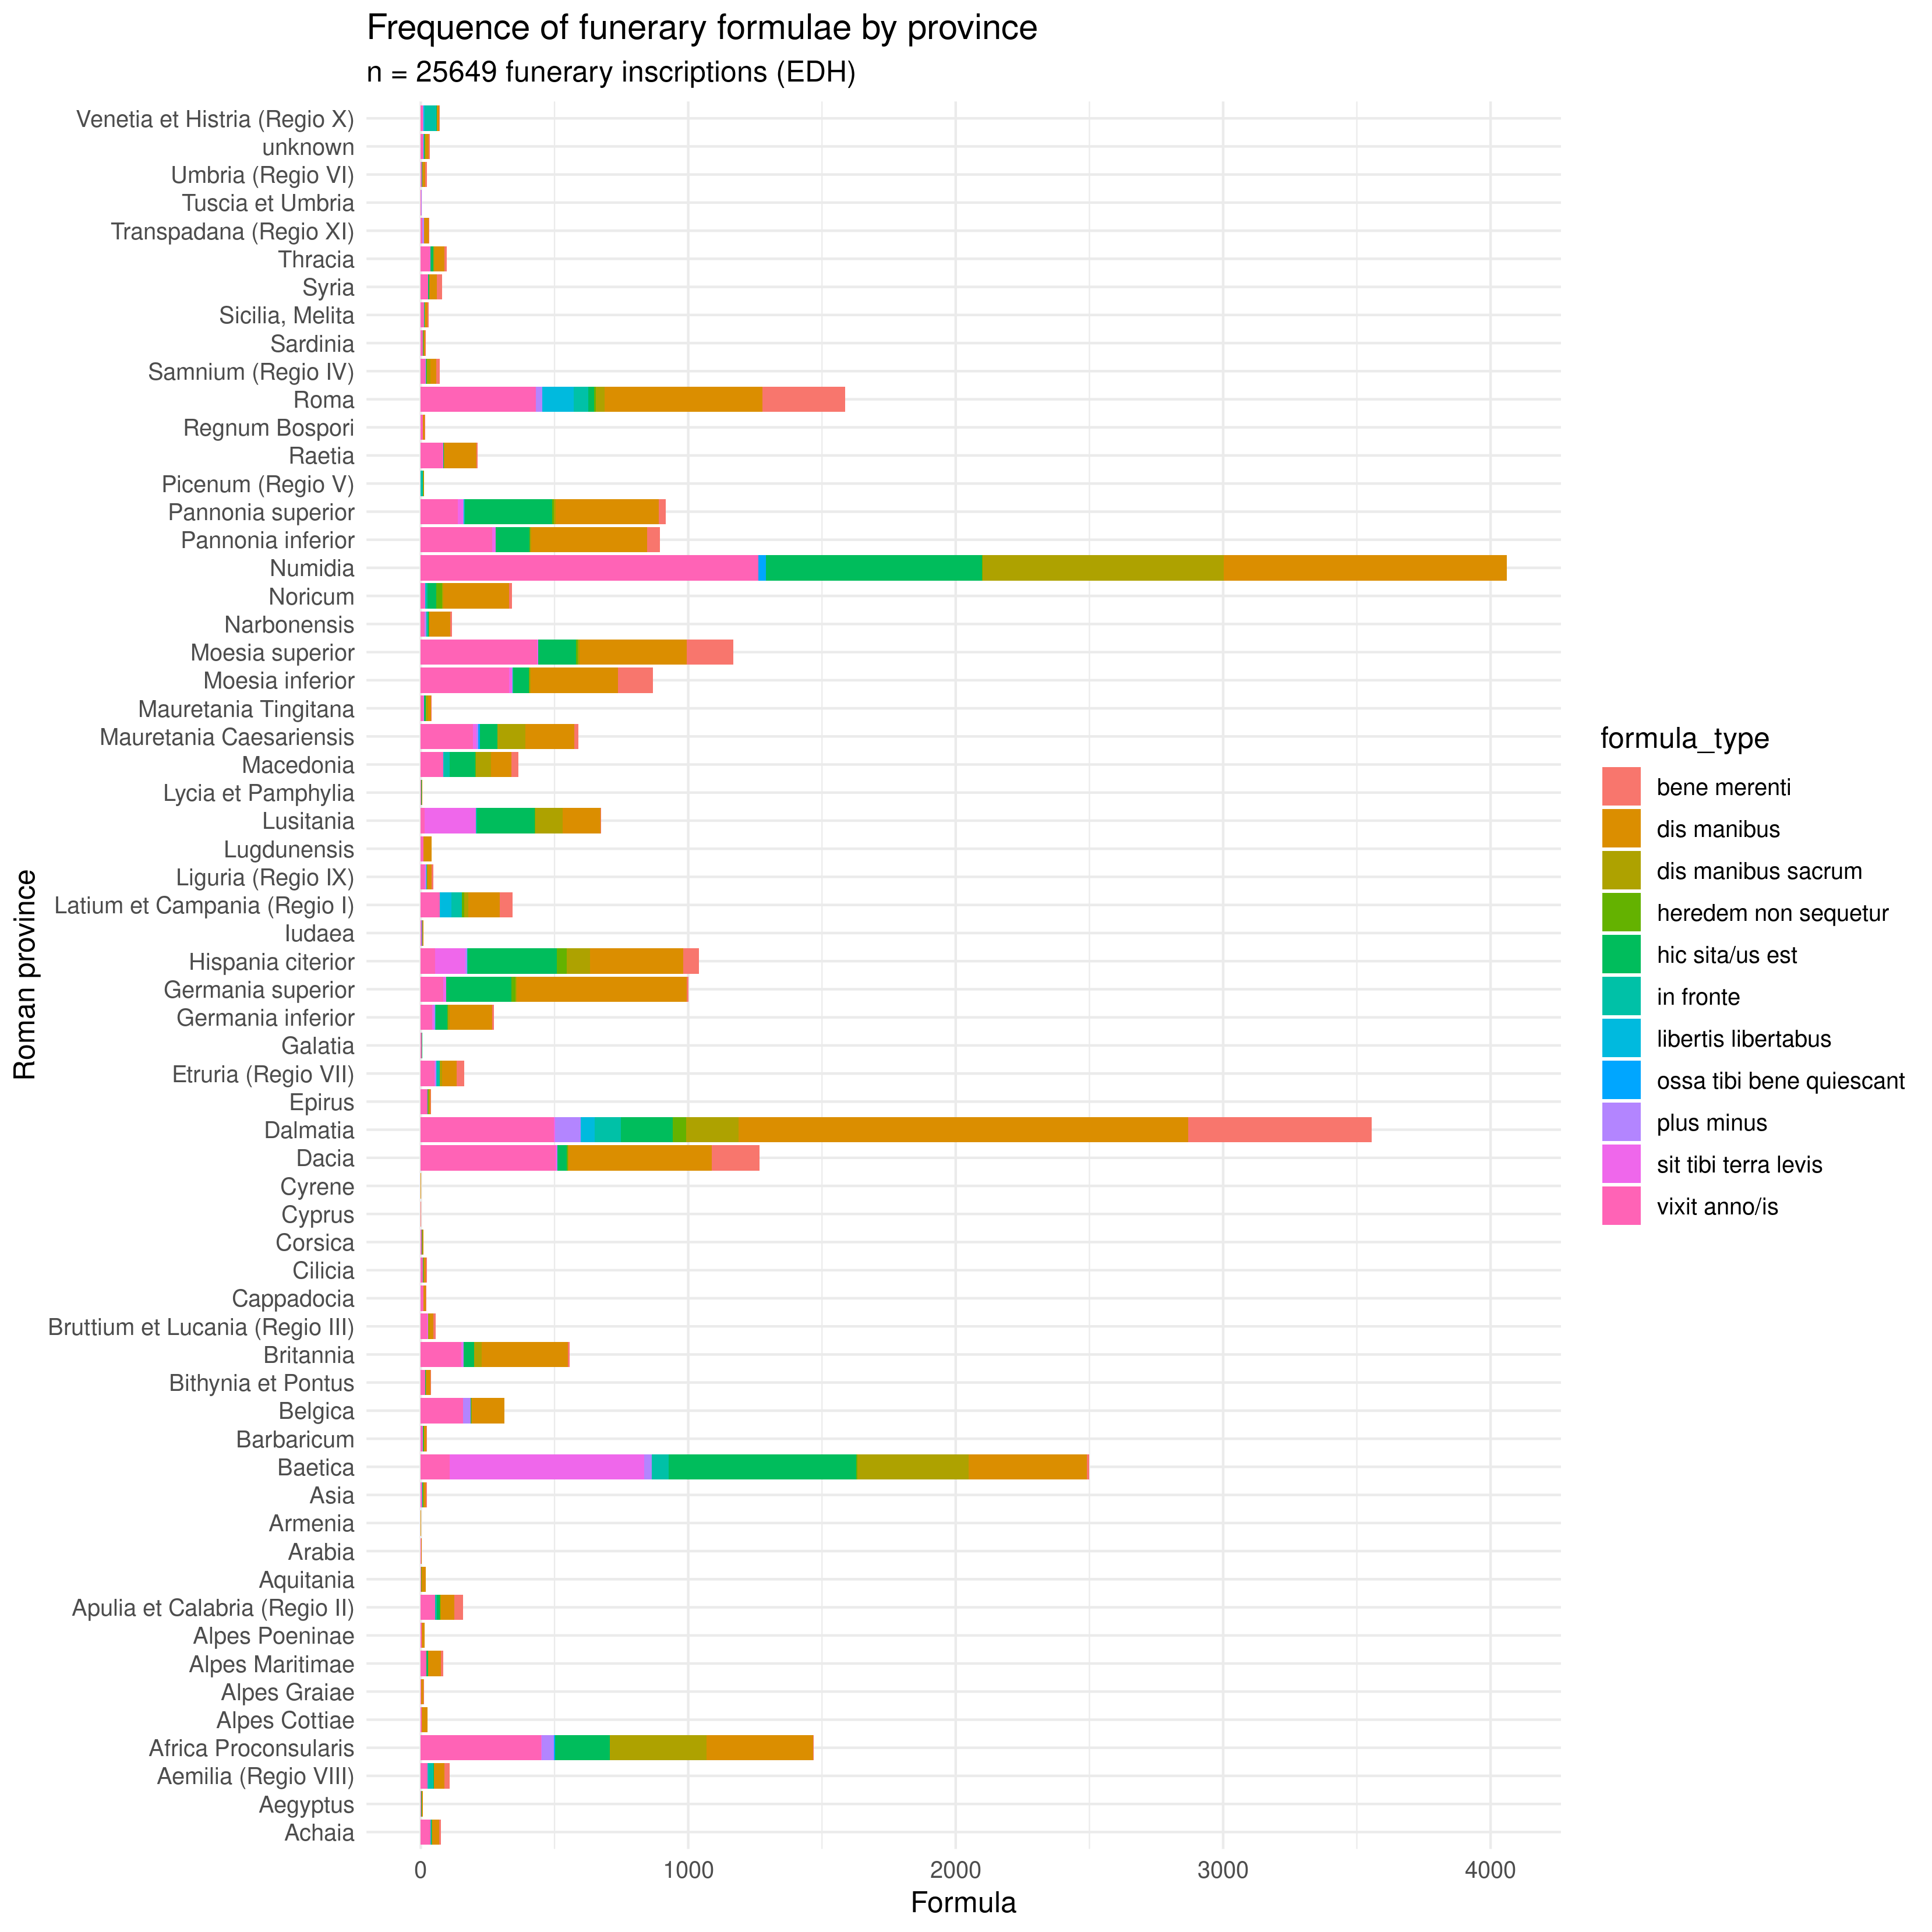 Frequence of funerary formulae by province
n = 25649 funerary inscriptions (EDH)
Venetia et Histria (Regio X)
unknown
Umbria (Regio VI)
Tuscia et Umbria
Transpadana (Regio XI)
Thracia
Syria
Sicilia, Melita
Sardinia
Samnium (Regio IV)
Roma
Regnum Bospori
Raetia
Picenum (Regio V)
Pannonia superior
Pannonia inferior
Numidia
Noricum
Narbonensis
Moesia superior
Moesia inferior
Mauretania Tingitana
Mauretania Caesariensis
Macedonia
Lycia et Pamphylia
Lusitania
Lugdunensis
Liguria (Regio IX)
Latium et Campania (Regio I)
Iudaea
Hispania citerior
Germania superior
Germania inferior
Galatia
Etruria (Regio VII)
Epirus
Dalmatia
Dacia
Cyrene
Cyprus
Corsica
Cilicia
Cappadocia
Bruttium et Lucania (Regio III)
Britannia
Bithynia et Pontus
Belgica
Barbaricum
Baetica
Asia
Armenia
Arabia
Aquitania
Apulia et Calabria (Regio II)
Alpes Poeninae
Alpes Maritimae
Alpes Graiae
Alpes Cottiae
Africa Proconsularis
Aemilia (Regio VIII)
Aegyptus
Achaia
Roman province
0 1000 2000 3000 4000
Formula
formula_type
bene merenti
dis manibus
dis manibus sacrum
heredem non sequetur
hic sita/us est
in fronte
libertis libertabus
ossa tibi bene quiescant
plus minus
sit tibi terra levis
vixit anno/is